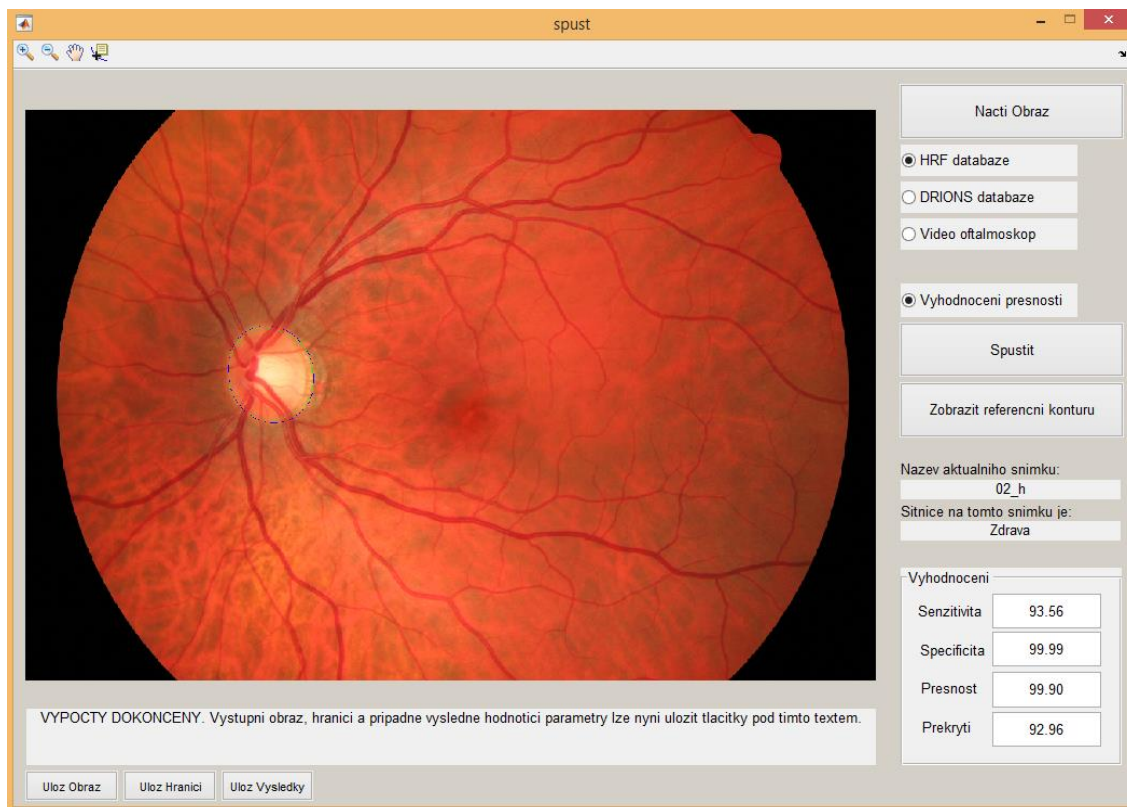 spust
Nacti Obraz
HRF databaze
DRIONS databaze
Video oftalmoskop
Vyhodnoceni presnosti
Spustit
Zobrazit referencni konturu
Nazev aktualniho snimku:
02_h
Sitnice na tomto snimku je:
Zdrava
Vyhodnoceni
Senzitivita 93.56
Specificita 99.99
Presnost 99.90
Prekryti 92.96
VYPOCTY DOKONCENY. Vystupni obraz, hranici a pripadne vysledne hodnotici parametry lze nyni ulozit tlacitky pod timto textem.
Uloz Obraz Uloz Hranici Uloz Vysledky